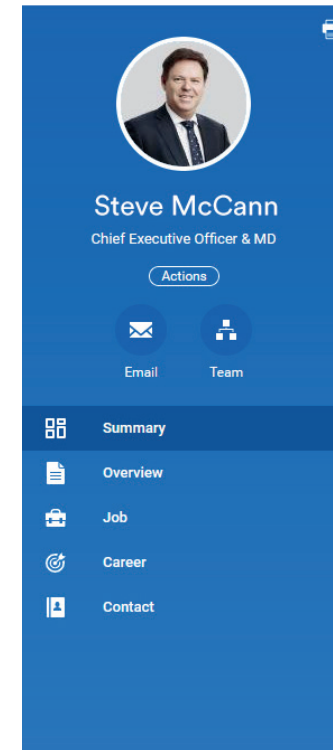 Steve McCann
Chief Executive Officer & MD
Actions
Email Team
Summary
Overview
Job
Career
Contact